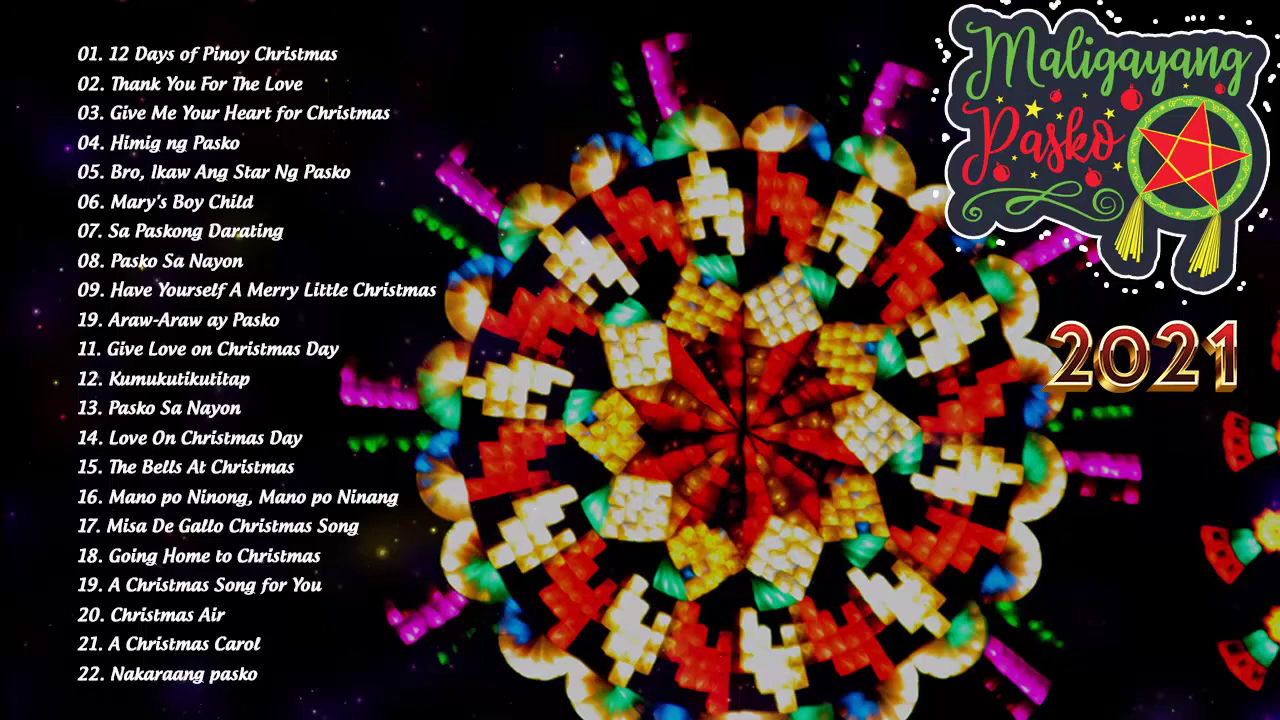 01. 12 Days of Pinoy Christmas
02. Thank You For The Love
03. Give Me Your Heart for Christmas
04. Himig ng Pasko
05. Bro, Ikaw Ang Star Ng Pasko
06. Mary's Boy Child
07. Sa Paskong Darating
08. Pasko Sa Nayon
09. Have Yourself A Merry Little Christmas
19. Araw-Araw ay Pasko
11. Give Love on Christmas Day
12. Kumukutikutitap
13. Pasko Sa Nayon
14. Love On Christmas Day
15. The Bells At Christmas
16. Mano po Ninong, Mano po Ninang
17. Misa De Gallo Christmas Song
18. Going Home to Christmas
19. A Christmas Song for You
20. Christmas Air
21. A Christmas Carol
22. Nakaraang pasko
Maligayang
Pasko
2021